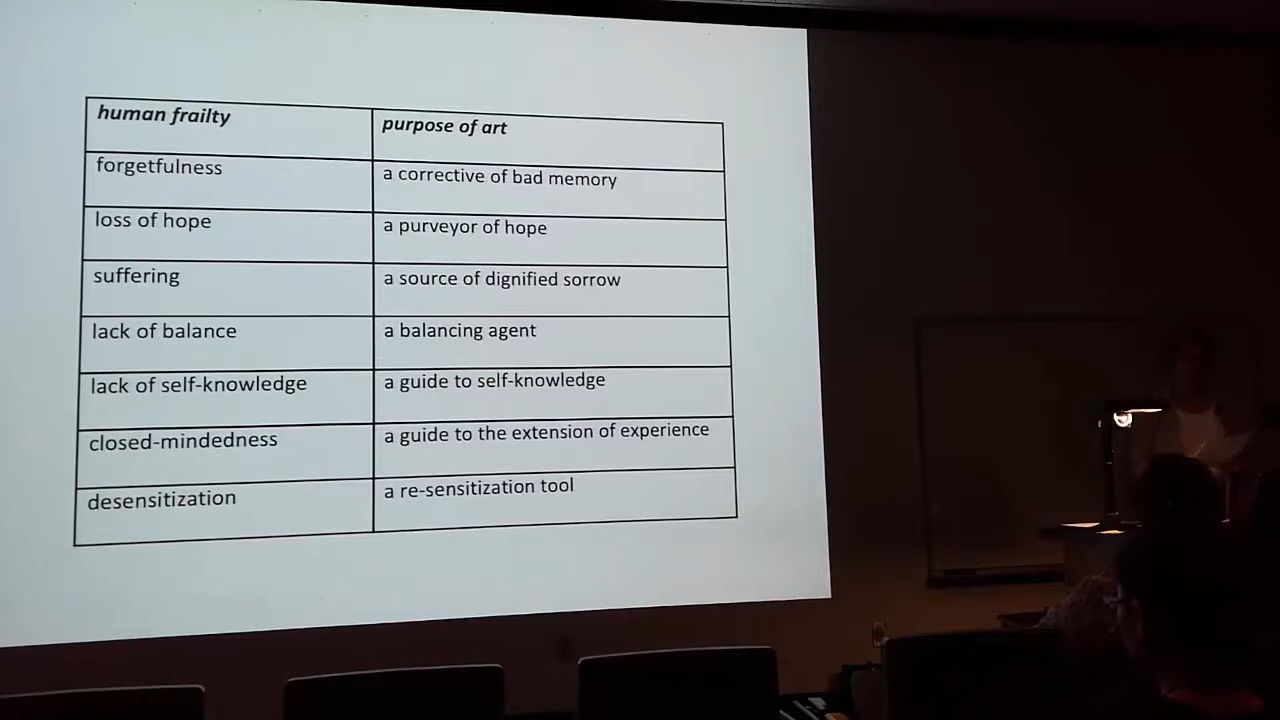 human frailty
purpose of art
forgetfulness
a corrective of bad memory
loss of hope
a purveyor of hope
suffering
a source of dignified sorrow
lack of balance
a balancing agent
lack of self-knowledge
a guide to self-knowledge
closed-mindedness
a guide to the extension of experience
desensitization
a re-sensitization tool